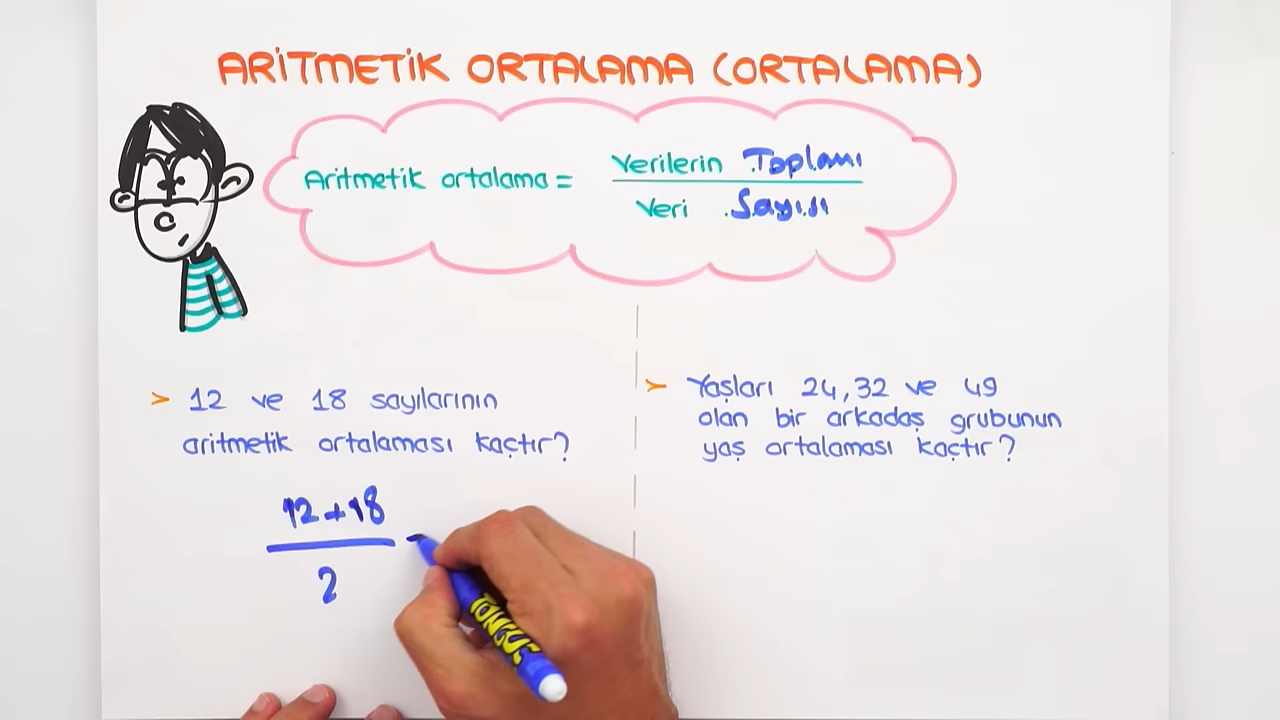 ARİTMETİK ORTALAMA (ORTALAMA)
Aritmetik ortalama = Verilerin Toplamı
Veri Sayısı
> 12 ve 18 sayılarının
aritmetik ortalaması kaçtır?
12+18
2
> Yaşları 24, 32 ve 49
olan bir arkadaş grubunun
yaş ortalaması kaçtır?
TONGUÇ